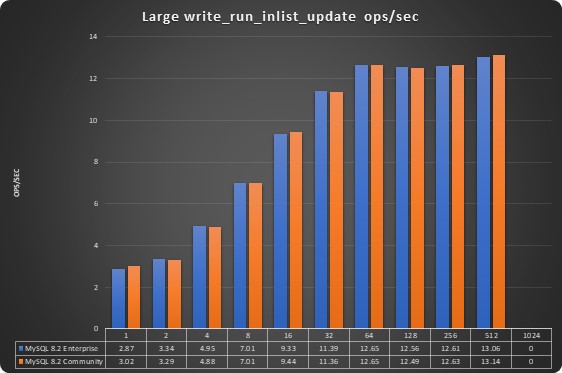 Large write_run_inlist_update ops/sec
14
12
10
8
6
4
2
0
OPS/SEC
1 2 4 8 16 32 64 128 256 512 1024
MySQL 8.2 Enterprise 2.87 3.34 4.95 7.01 9.33 11.39 12.65 12.56 12.61 13.06 0
MySQL 8.2 Community 3.02 3.29 4.88 7.01 9.44 11.36 12.65 12.49 12.63 13.14 0